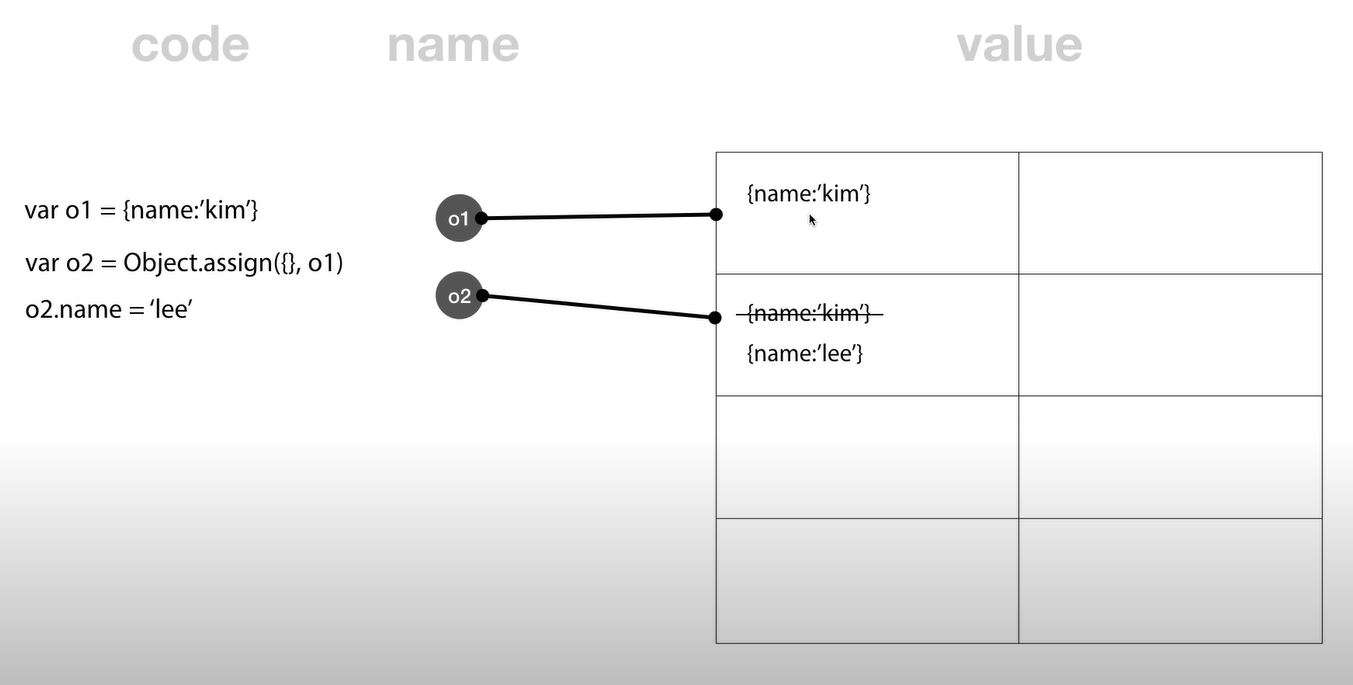 code name value
var o1 = {name:’kim’}
var o2 = Object.assign({}, o1)
o2.name = ‘lee’
o1
o2
{name:’kim’}
{name:’kim’}
{name:’lee’}